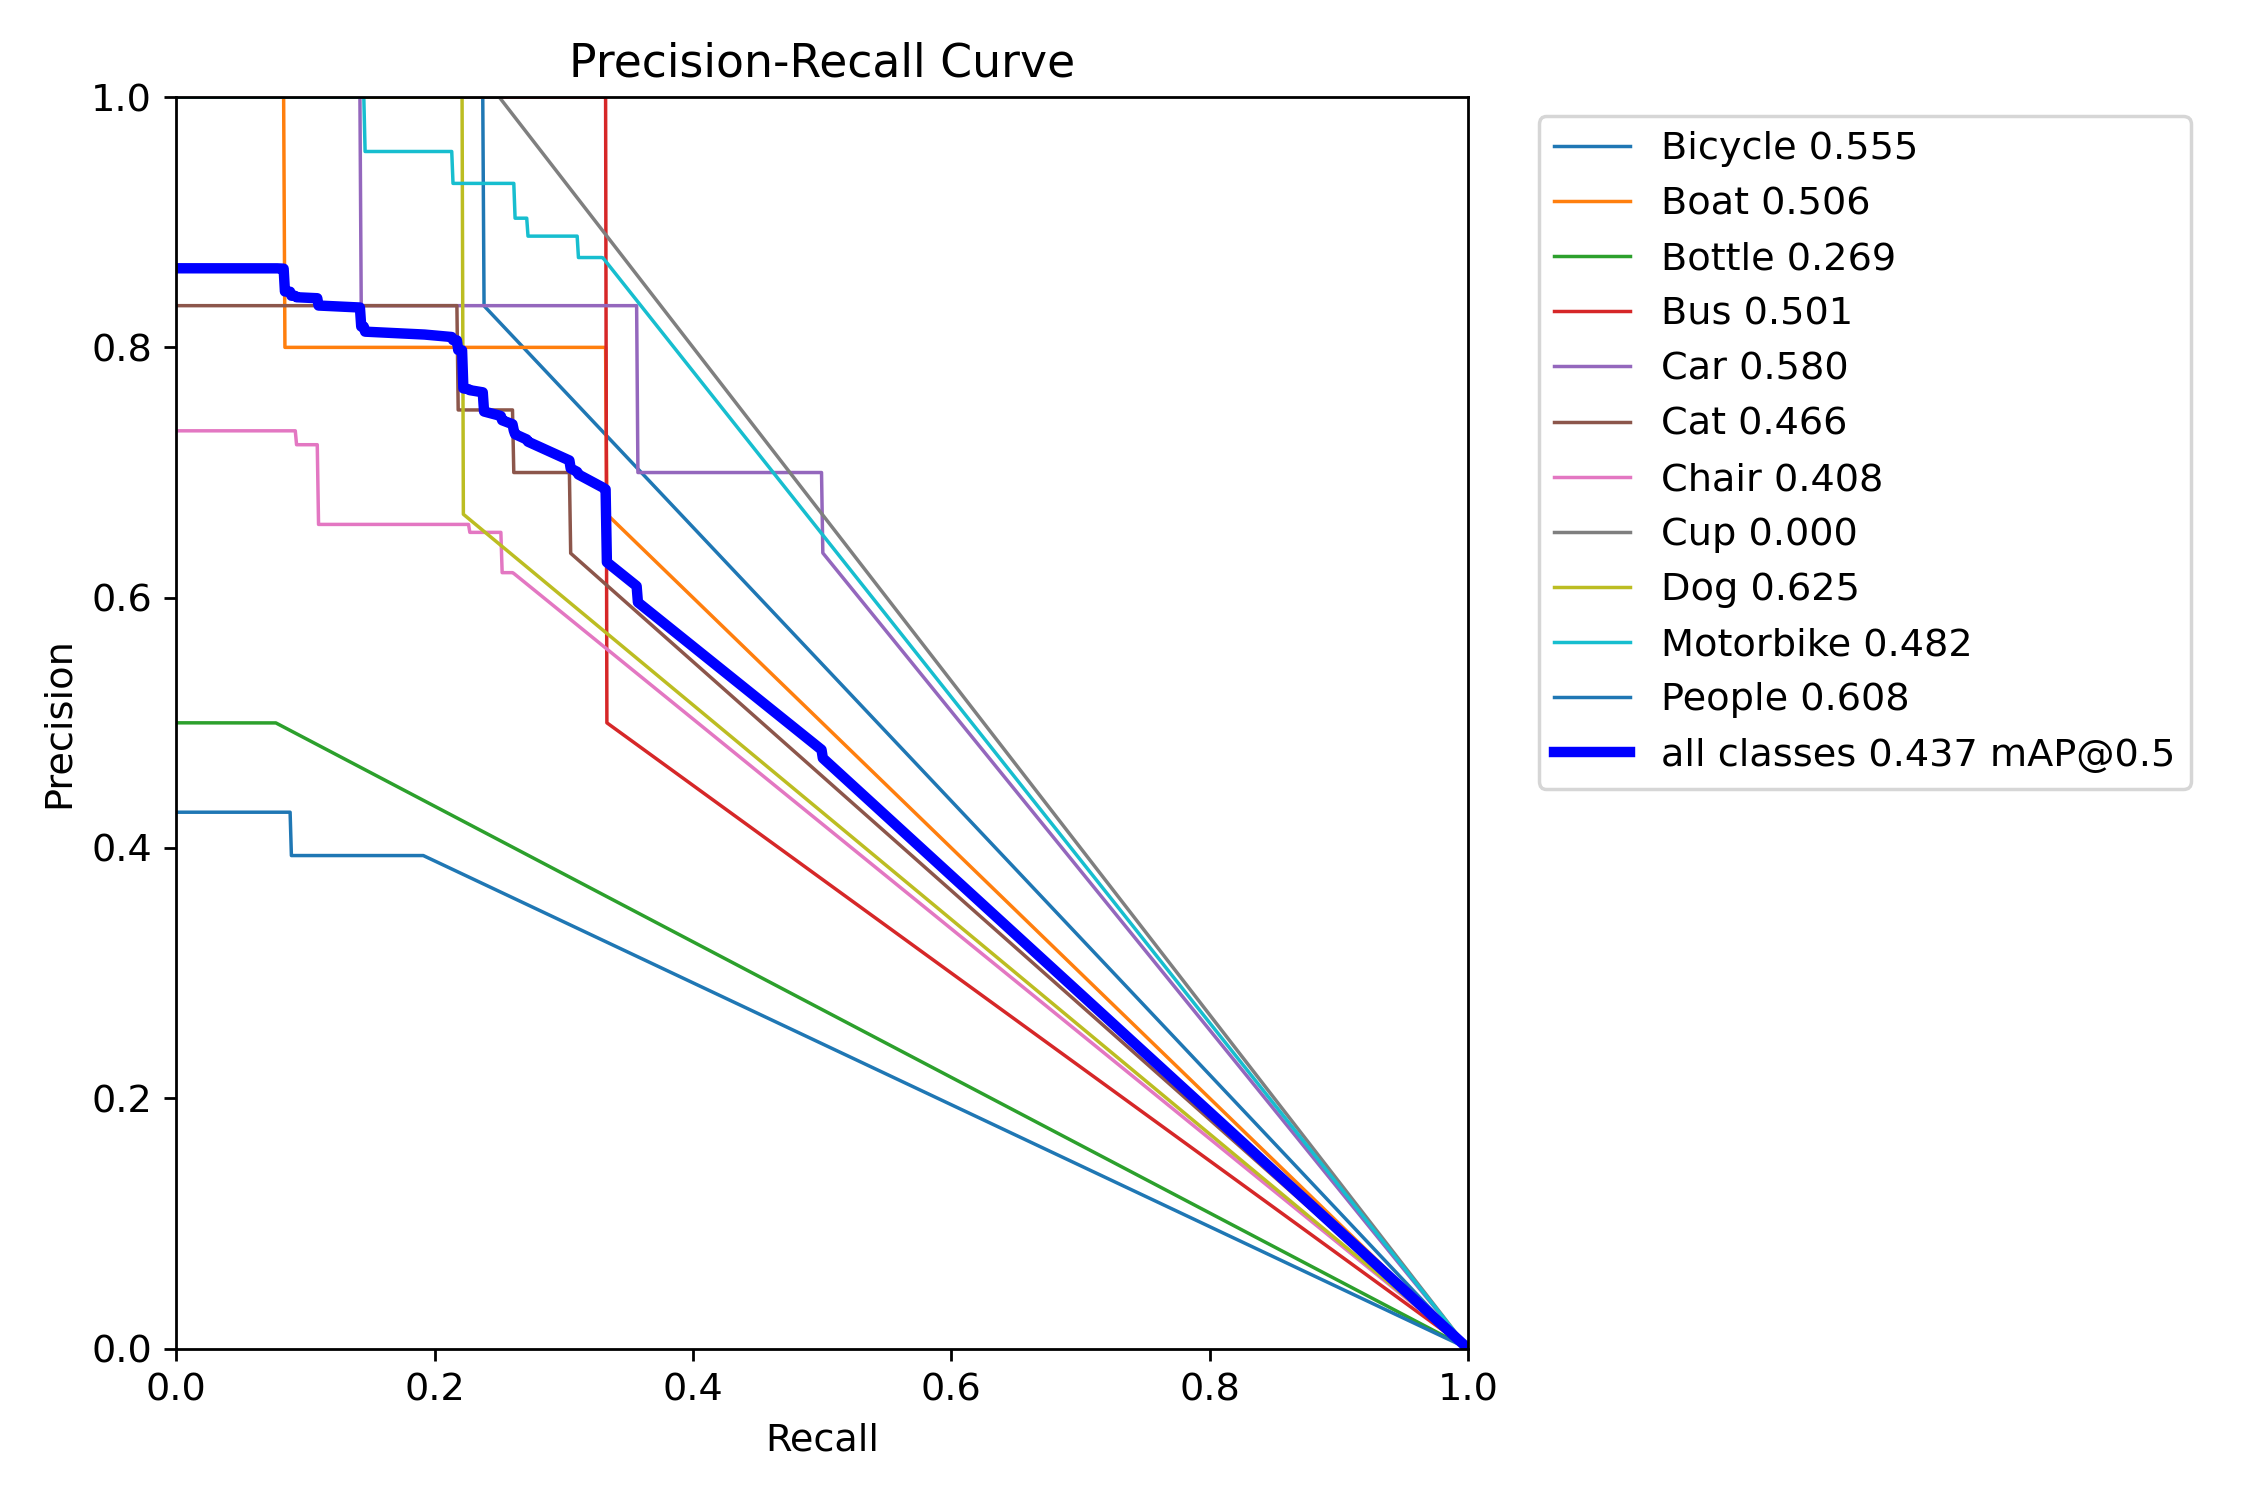 Precision-Recall Curve
1.0
0.8
0.6
0.4
0.2
0.0
Precision
0.0 0.2 0.4 0.6 0.8 1.0
Recall
Bicycle 0.555
Boat 0.506
Bottle 0.269
Bus 0.501
Car 0.580
Cat 0.466
Chair 0.408
Cup 0.000
Dog 0.625
Motorbike 0.482
People 0.608
all classes 0.437 mAP@0.5